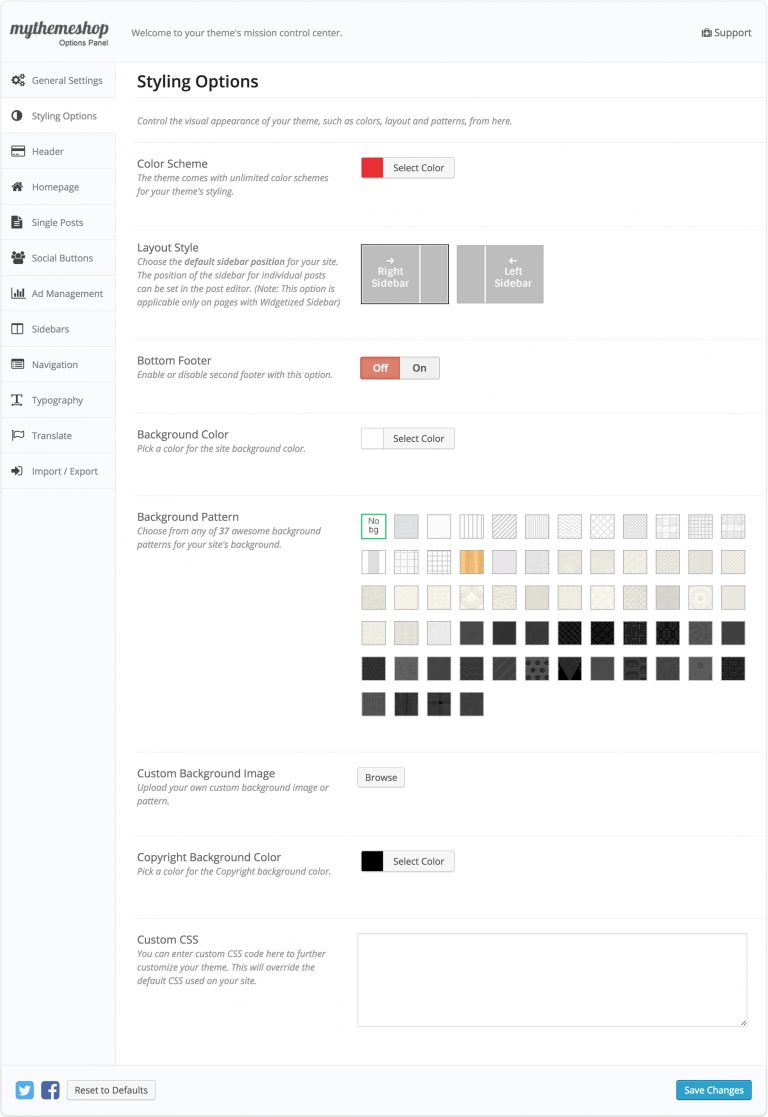 mythemeshop
Options Panel
Welcome to your theme's mission control center.
Support
General Settings
Styling Options
Header
Homepage
Single Posts
Social Buttons
Ad Management
Sidebars
Navigation
Typography
Translate
Import / Export
Styling Options
Control the visual appearance of your theme, such as colors, layout and patterns, from here.
Color Scheme
The theme comes with unlimited color schemes
for your theme's styling.
Select Color
Layout Style
Choose the default sidebar position for your site.
The position of the sidebar for individual posts
can be set in the post editor. (Note: This option is
applicable only on pages with Widgetized Sidebar)
Right
Sidebar
Left
Sidebar
Bottom Footer
Enable or disable second footer with this option.
Off On
Background Color
Pick a color for the site background color.
Select Color
Background Pattern
Choose from any of 37 awesome background
patterns for your site's background.
No
bg
Custom Background Image
Upload your own custom background image or
pattern.
Browse
Copyright Background Color
Pick a color for the Copyright background color.
Select Color
Custom CSS
You can enter custom CSS code here to further
customize your theme. This will override the
default CSS used on your site.
Reset to Defaults
Save Changes